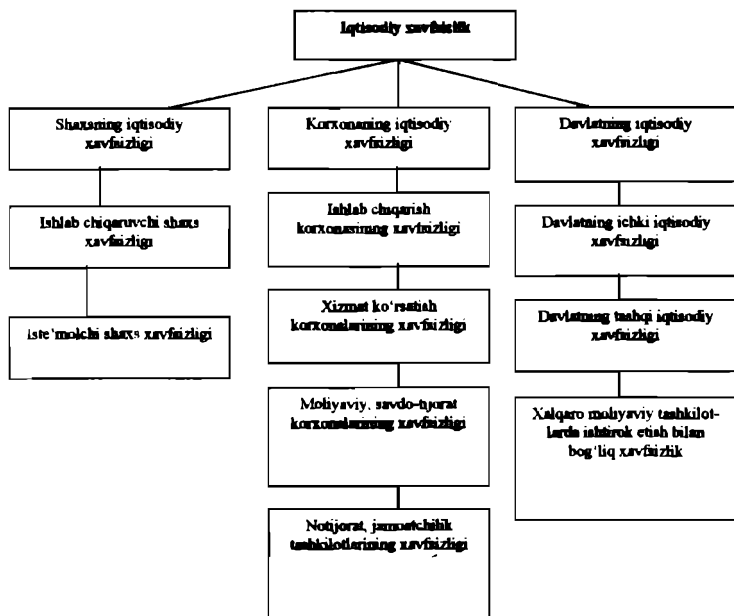 Iqtisodiy xavfsizlik
Shaxsning iqtisodiy
xavfsizligi
Ishlab chiqaruvchi shaxs
xavfsizligi
Iste'molchi shaxs xavfsizligi
Korxonaning iqtisodiy
xavfsizligi
Ishlab chiqarish
korxonasining xavfsizligi
Xizmat ko‘rsatish
korxonalarining xavfsizligi
Moliyaviy, savdo-tijorat
korxonalarining xavfsizligi
Notijorat, jamoatchilik
tashkilotlarining xavfsizligi
Davlatning iqtisodiy
xavfsizligi
Davlatning ichki iqtisodiy
xavfsizligi
Davlatning tashqi iqtisodiy
xavfsizligi
Xalqaro moliyaviy tashkilot-
larda ishtirok etish bilan
bog‘liq xavfsizlik